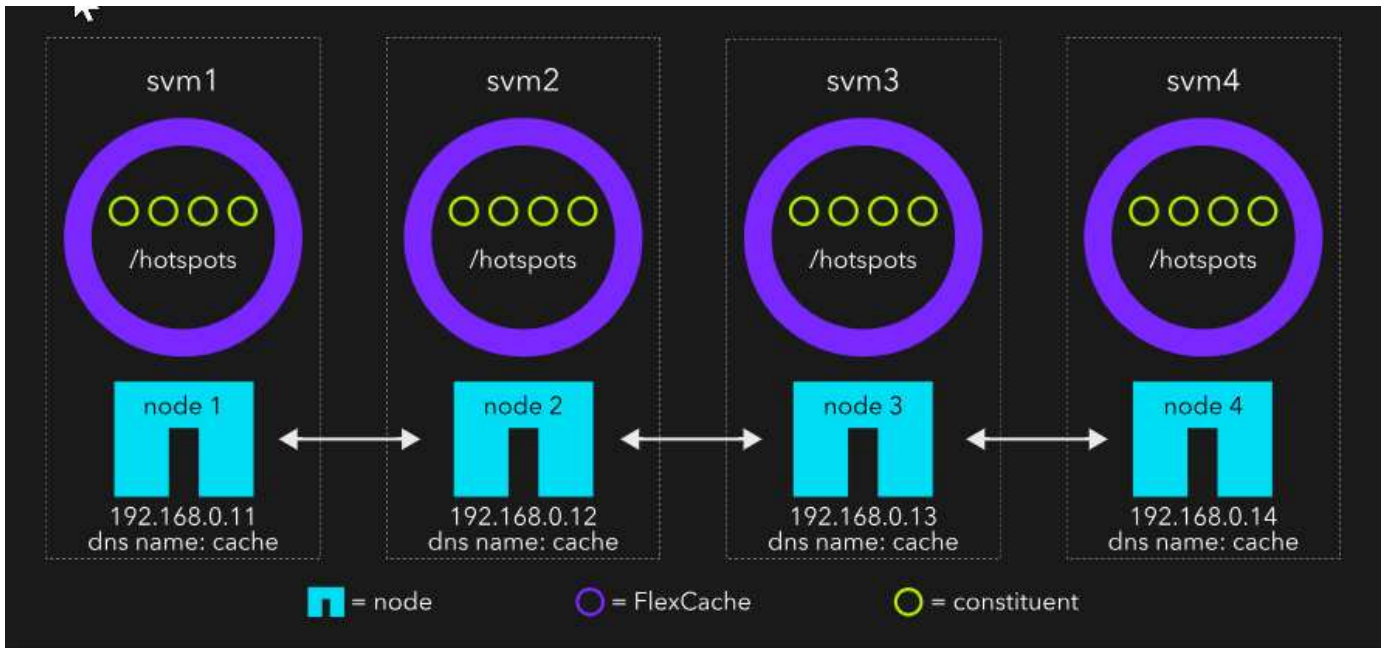 svm1
svm2
svm3
svm4
/hotspots
/hotspots
/hotspots
/hotspots
node 1
node 2
node 3
node 4
192.168.0.11
dns name: cache
192.168.0.12
dns name: cache
192.168.0.13
dns name: cache
192.168.0.14
dns name: cache
= node
= FlexCache
= constituent